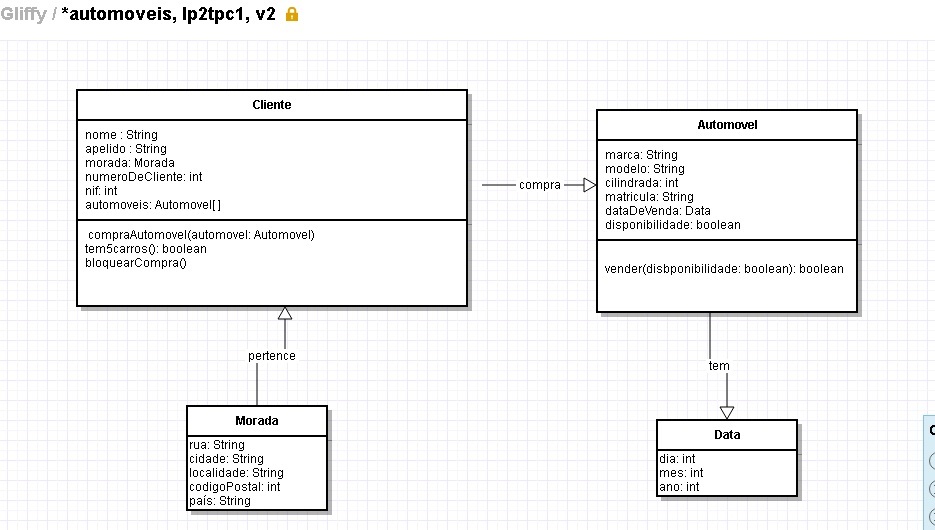 Gliffy / *automoveis, lp2tpc1, v2
Cliente
nome : String
apelido : String
morada: Morada
numeroDeCliente: int
nif: int
automoveis: Automovel[ ]
compraAutomovel(automovel: Automovel)
tem5carros(): boolean
bloquearCompra()
compra
Automovel
marca: String
modelo: String
cilindrada: int
matricula: String
dataDeVenda: Data
disponibilidade: boolean
vender(disbponibilidade: boolean): boolean
pertence
tem
Morada
rua: String
cidade: String
localidade: String
codigoPostal: int
país: String
Data
dia: int
mes: int
ano: int